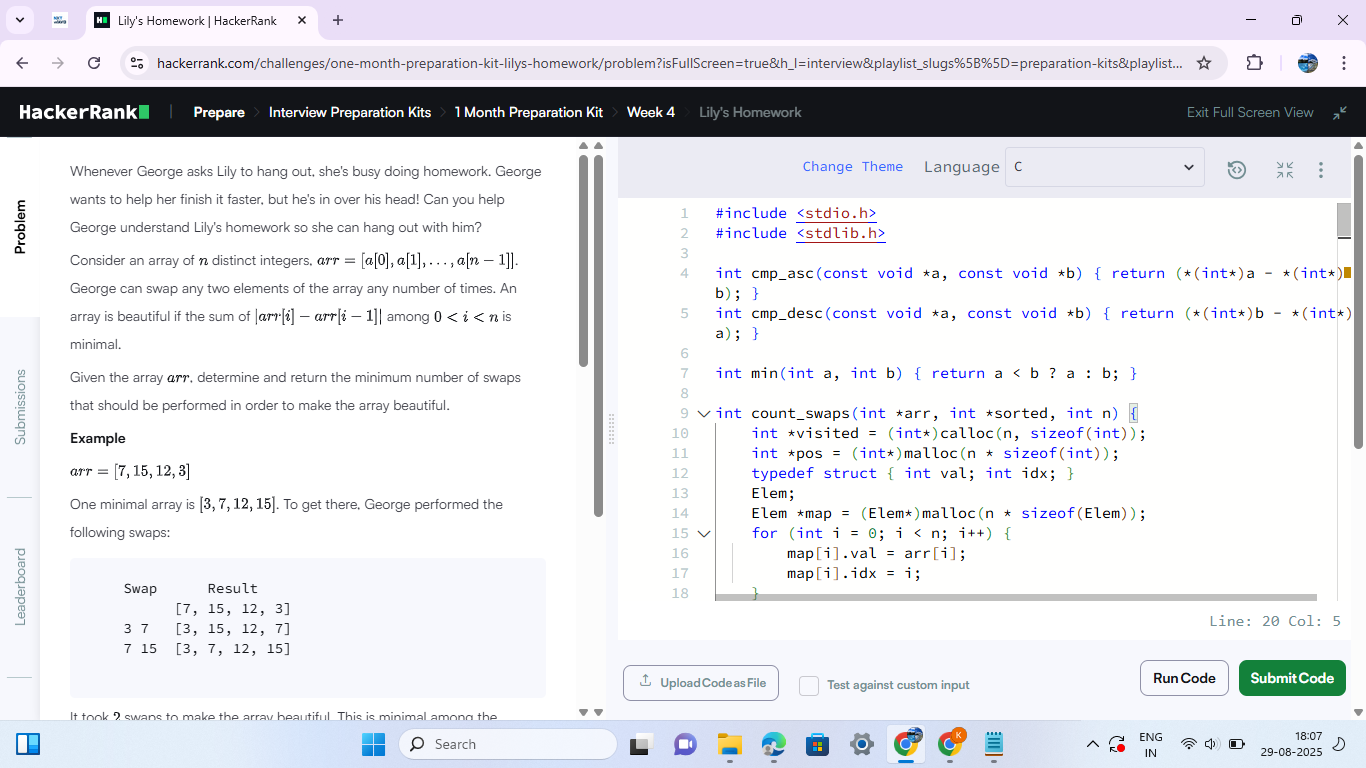 Lily's Homework | HackerRank
hackerrank.com/challenges/one-month-preparation-kit-lilys-homework/problem?isFullScreen=true&h_l=interview&playlist_slugs%5B%5D=preparation-kits&playlist...
HackerRank
Prepare
Interview Preparation Kits
1 Month Preparation Kit
Week 4
Lily's Homework
Exit Full Screen View
Problem
Submissions
Leaderboard
Whenever George asks Lily to hang out, she's busy doing homework. George
wants to help her finish it faster, but he's in over his head! Can you help
George understand Lily's homework so she can hang out with him?
Consider an array of n distinct integers, arr = [a[0], a[1], . . . , a[n − 1]].
George can swap any two elements of the array any number of times. An
array is beautiful if the sum of |arr[i] − arr[i − 1]| among 0 < i < n is
minimal.
Given the array arr, determine and return the minimum number of swaps
that should be performed in order to make the array beautiful.
Example
arr = [7, 15, 12, 3]
One minimal array is [3, 7, 12, 15]. To get there, George performed the
following swaps:
Swap Result
[7, 15, 12, 3]
3 7 [3, 15, 12, 7]
7 15 [3, 7, 12, 15]
It took 2 swaps to make the array beautiful. This is minimal among the
Change Theme
Language
C
1 #include <stdio.h>
2 #include <stdlib.h>
3
4 int cmp_asc(const void *a, const void *b) { return (*(int*)a - *(int*)
b); }
5 int cmp_desc(const void *a, const void *b) { return (*(int*)b - *(int*)
a); }
6
7 int min(int a, int b) { return a < b ? a : b; }
8
9 int count_swaps(int *arr, int *sorted, int n) {
10 int *visited = (int*)calloc(n, sizeof(int));
11 int *pos = (int*)malloc(n * sizeof(int));
12 typedef struct { int val; int idx; }
13 Elem;
14 Elem *map = (Elem*)malloc(n * sizeof(Elem));
15 for (int i = 0; i < n; i++) {
16 map[i].val = arr[i];
17 map[i].idx = i;
18 }
Line: 20 Col: 5
Upload Code as File
Test against custom input
Run Code
Submit Code
Search
K
ENG
IN
18:07
29-08-2025